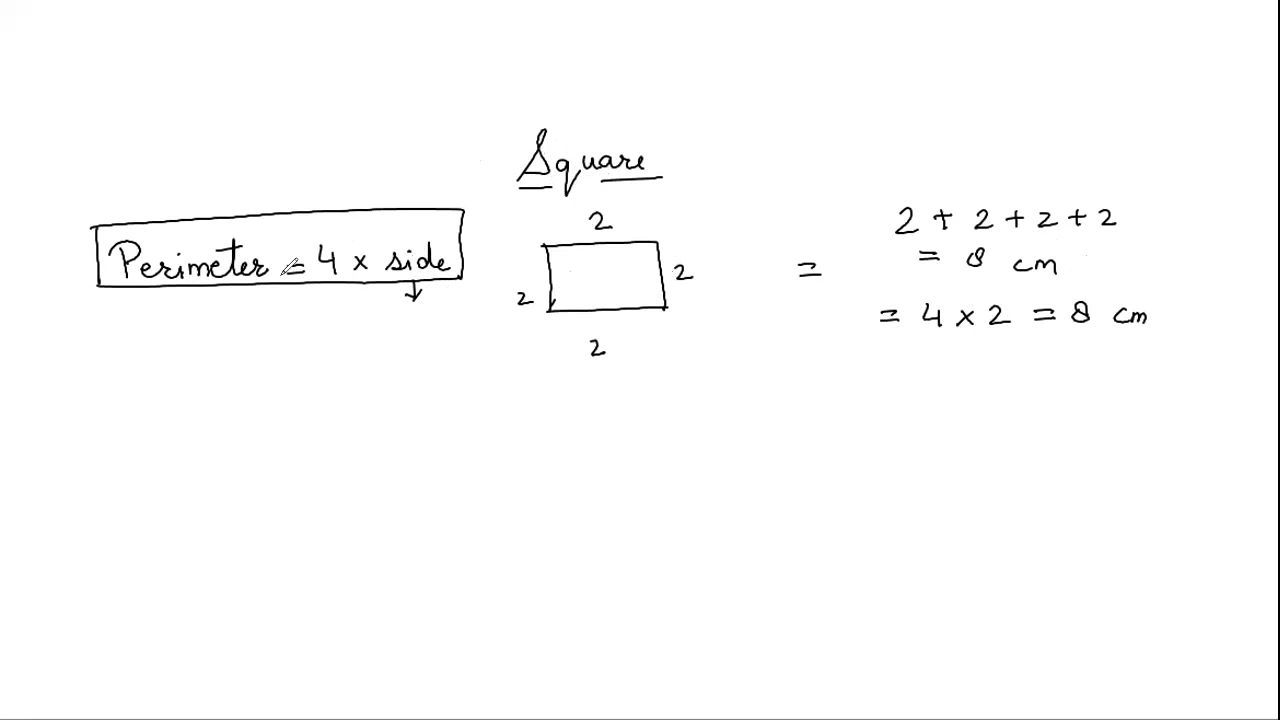 Square
Perimeter = 4 x side
2
2
2
2
=
2 + 2 + 2 + 2
= 8 cm
= 4 x 2 = 8 cm